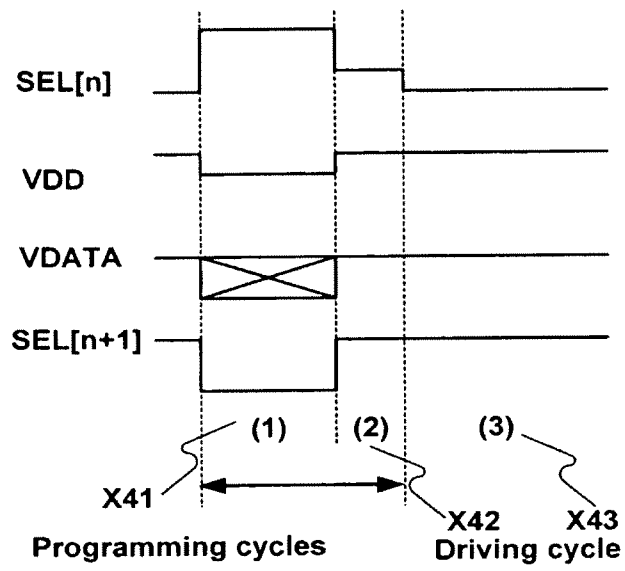 SEL[n]
VDD
VDATA
SEL[n+1]
(1) (2) (3)
X41 X42 X43
Programming cycles Driving cycle